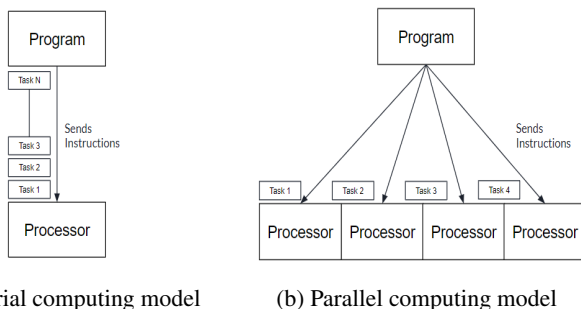 Program
Task N
Sends
Instructions
Task 3
Task 2
Task 1
Processor
rial computing model
Program
Sends
Instructions
Task 1
Task 2
Task 3
Task 4
Processor
Processor
Processor
Processor
(b) Parallel computing model